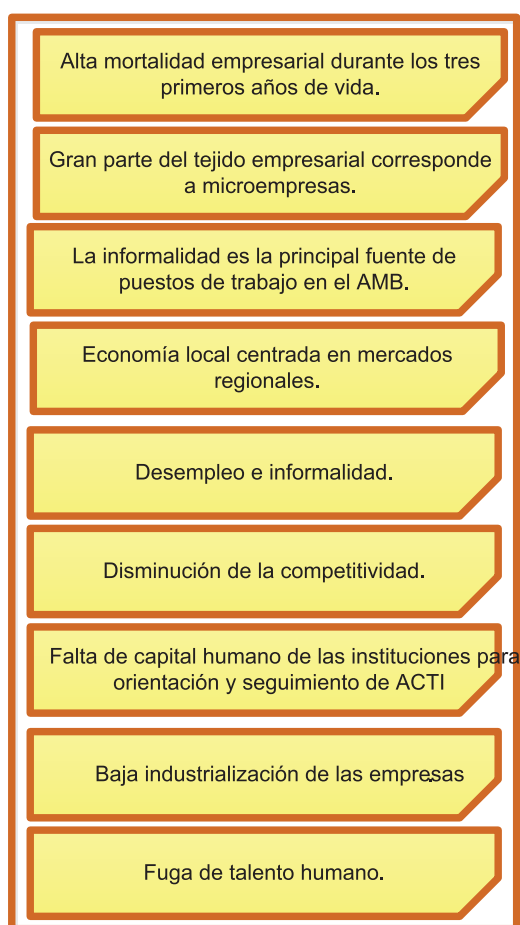 Alta mortalidad empresarial durante los tres
primeros años de vida.
Gran parte del tejido empresarial corresponde
a microempresas.
La informalidad es la principal fuente de
puestos de trabajo en el AMB.
Economía local centrada en mercados
regionales.
Desempleo e informalidad.
Disminución de la competitividad.
Falta de capital humano de las instituciones para
orientación y seguimiento de ACTI
Baja industrialización de las empresas.
Fuga de talento humano.